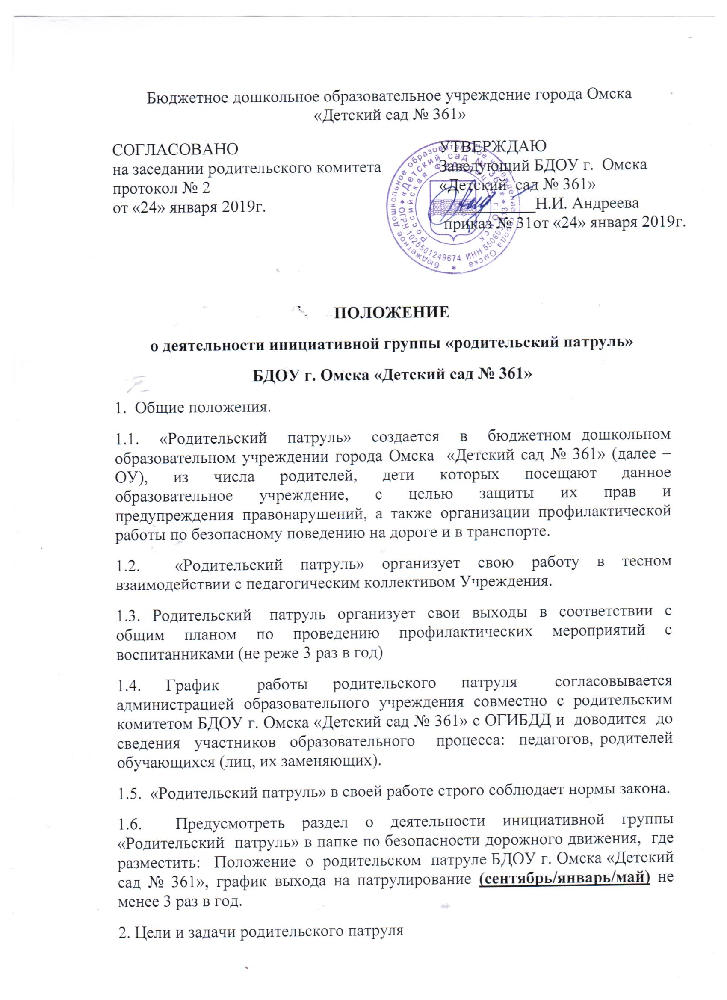 Бюджетное дошкольное образовательное учреждение города Омска
«Детский сад № 361»
СОГЛАСОВАНО
на заседании родительского комитета
протокол № 2
от «24» января 2019г.
УТВЕРЖДАЮ
Заведующий БДОУ г. Омска
«Детский сад № 361»
___________Н.И. Андреева
приказ № 31от «24» января 2019г.
бюджетное дошкольное образовательное учреждение города Омска
«Детский сад № 361»
ОГРН 1025501249674 ИНН
Российская Федерация г. Омск
ПОЛОЖЕНИЕ
о деятельности инициативной группы «родительский патруль»
БДОУ г. Омска «Детский сад № 361»
1. Общие положения.
1.1. «Родительский патруль» создается в бюджетном дошкольном
образовательном учреждении города Омска «Детский сад № 361» (далее –
ОУ), из числа родителей, дети которых посещают данное
образовательное учреждение, с целью защиты их прав и
предупреждения правонарушений, а также организации профилактической
работы по безопасному поведению на дороге и в транспорте.
1.2. «Родительский патруль» организует свою работу в тесном
взаимодействии с педагогическим коллективом Учреждения.
1.3. Родительский патруль организует свои выходы в соответствии с
общим планом по проведению профилактических мероприятий с
воспитанниками (не реже 3 раз в год)
1.4. График работы родительского патруля согласовывается
администрацией образовательного учреждения совместно с родительским
комитетом БДОУ г. Омска «Детский сад № 361» с ОГИБДД и доводится до
сведения участников образовательного процесса: педагогов, родителей
обучающихся (лиц, их заменяющих).
1.5. «Родительский патруль» в своей работе строго соблюдает нормы закона.
1.6. Предусмотреть раздел о деятельности инициативной группы
«Родительский патруль» в папке по безопасности дорожного движения, где
разместить: Положение о родительском патруле БДОУ г. Омска «Детский
сад № 361», график выхода на патрулирование (сентябрь/январь/май) не
менее 3 раз в год.
2. Цели и задачи родительского патруля